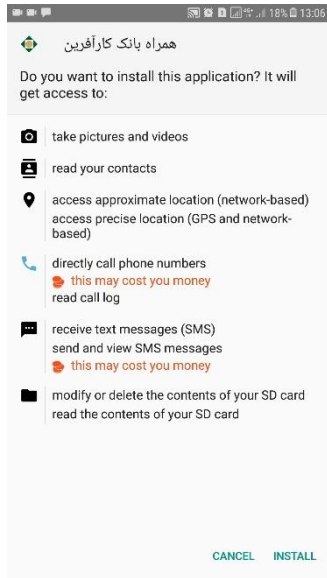 18% 13:06
همراه بانک کارآفرین
Do you want to install this application? It will
get access to:
take pictures and videos
read your contacts
access approximate location (network-based)
access precise location (GPS and network-
based)
directly call phone numbers
this may cost you money
read call log
receive text messages (SMS)
send and view SMS messages
this may cost you money
modify or delete the contents of your SD card
read the contents of your SD card
CANCEL INSTALL